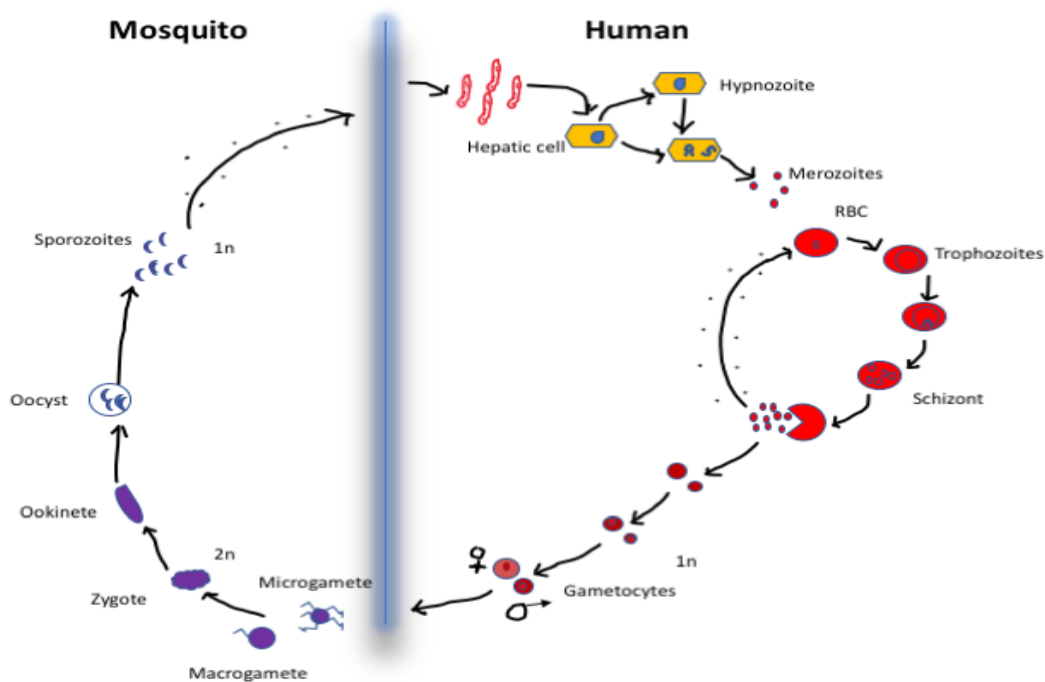 Mosquito
Human
Hypnozoite
Hepatic cell
Merozoites
RBC
Trophozoites
Schizont
Sporozoites
1n
Oocyst
Ookinete
2n
Zygote
Microgamete
Macrogamete
1n
Gametocytes